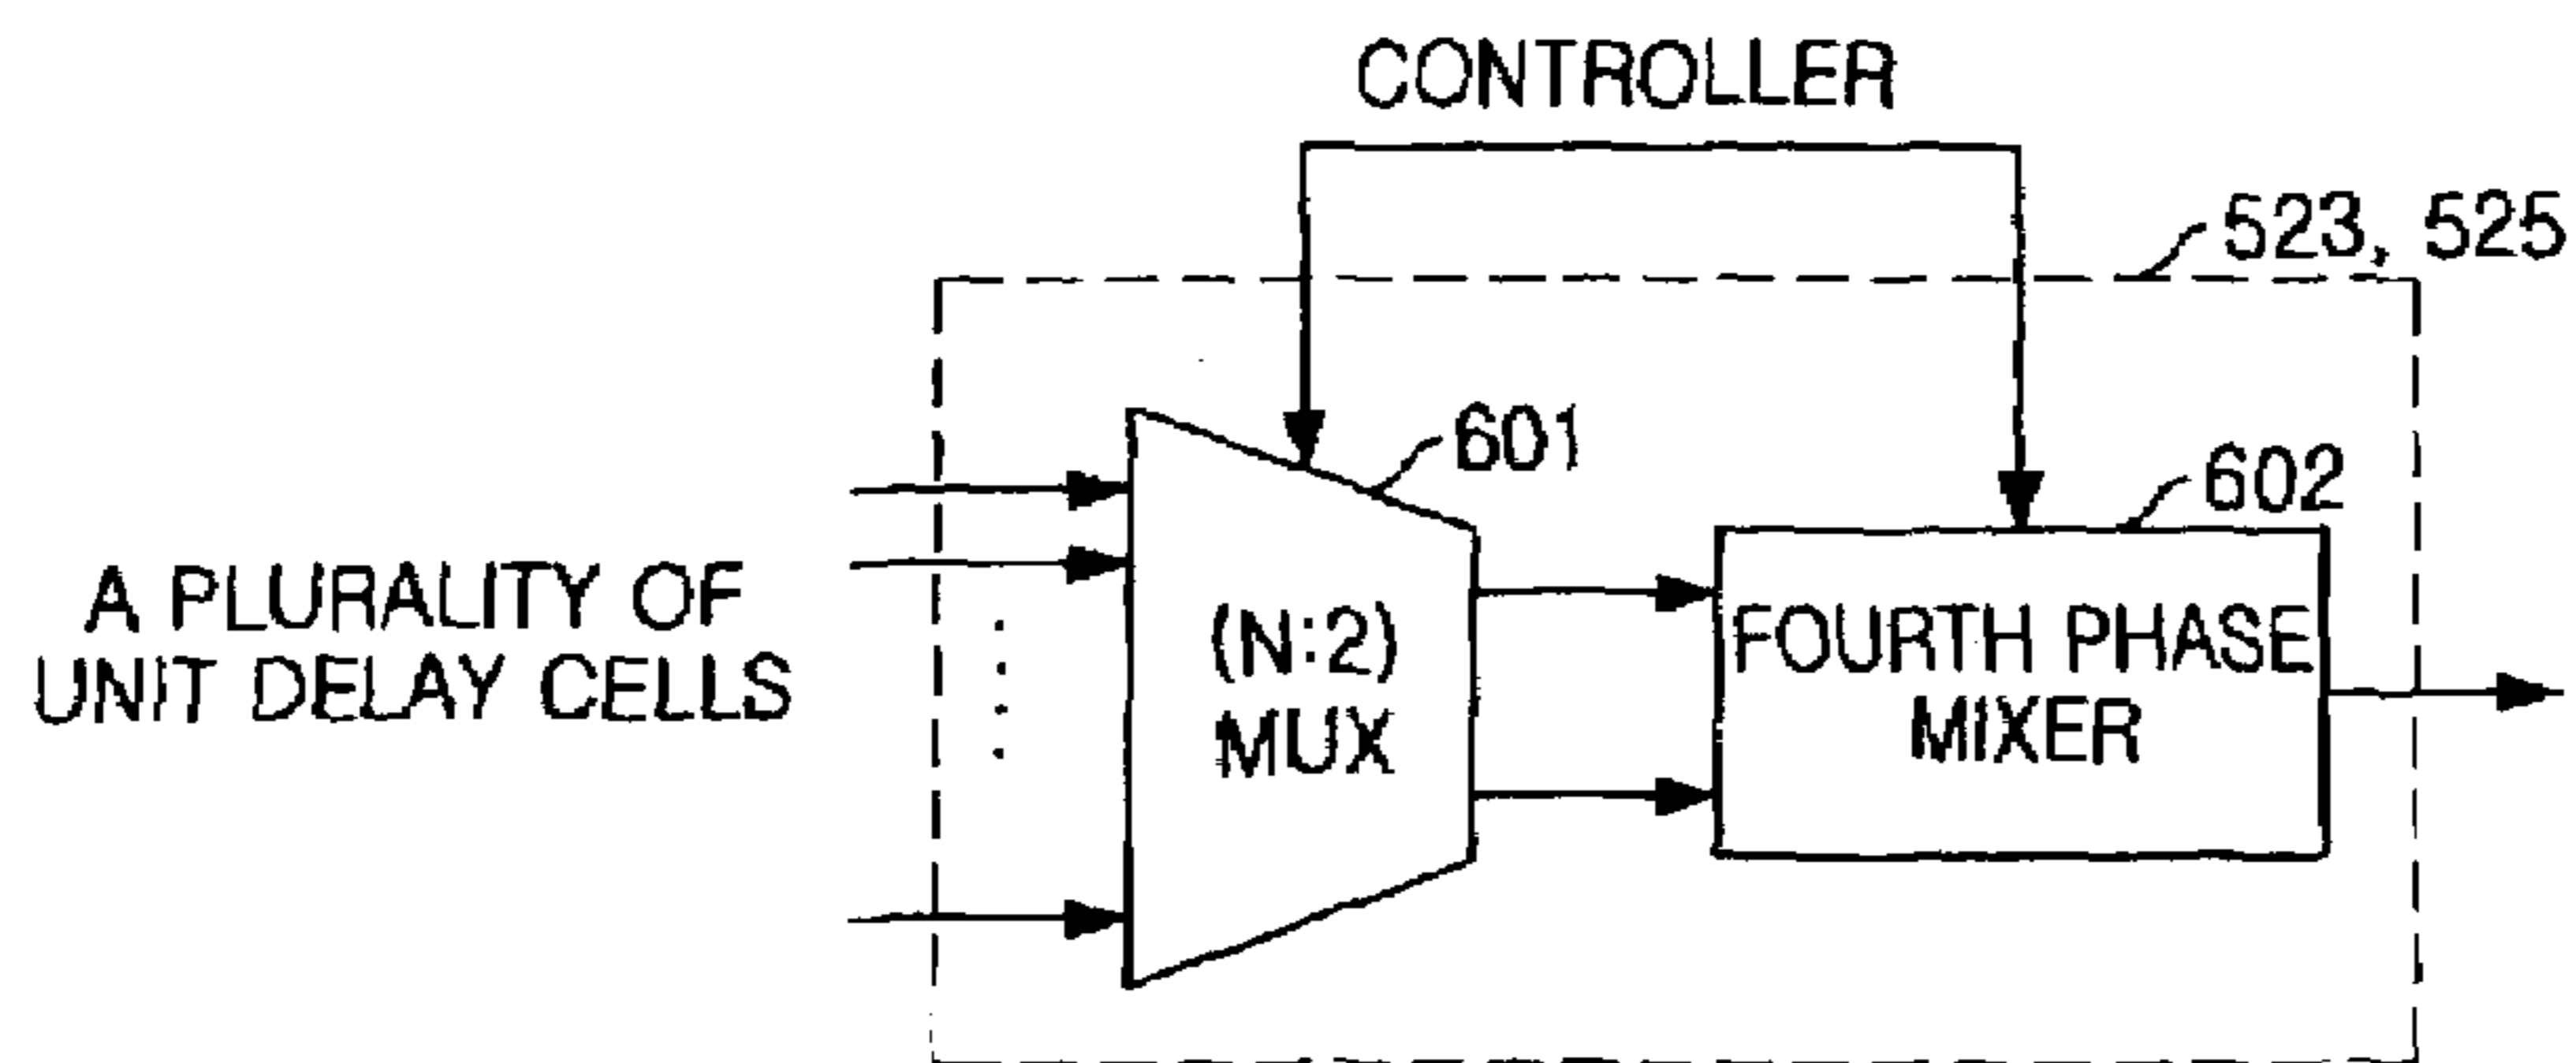 CONTROLLER
523, 525
601
602
A PLURALITY OF
UNIT DELAY CELLS
(N:2)
MUX
FOURTH PHASE
MIXER